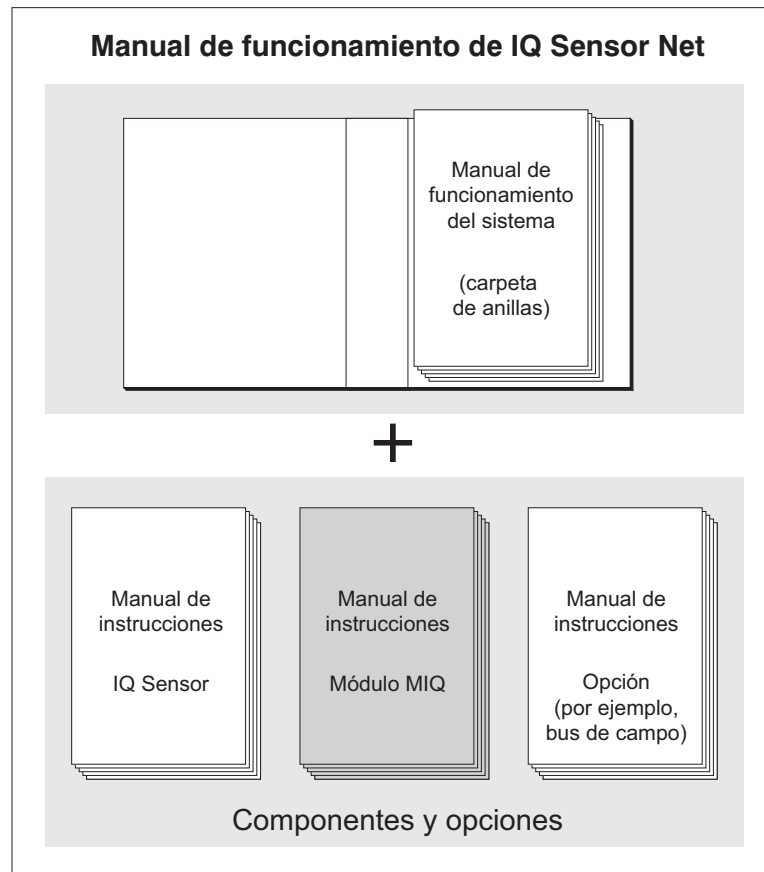 Manual de funcionamiento de IQ Sensor Net
Manual de
funcionamiento
del sistema
(carpeta
de anillas)
+
Manual de
instrucciones
IQ Sensor
Manual de
instrucciones
Módulo MIQ
Manual de
instrucciones
Opción
(por ejemplo,
bus de campo)
Componentes y opciones